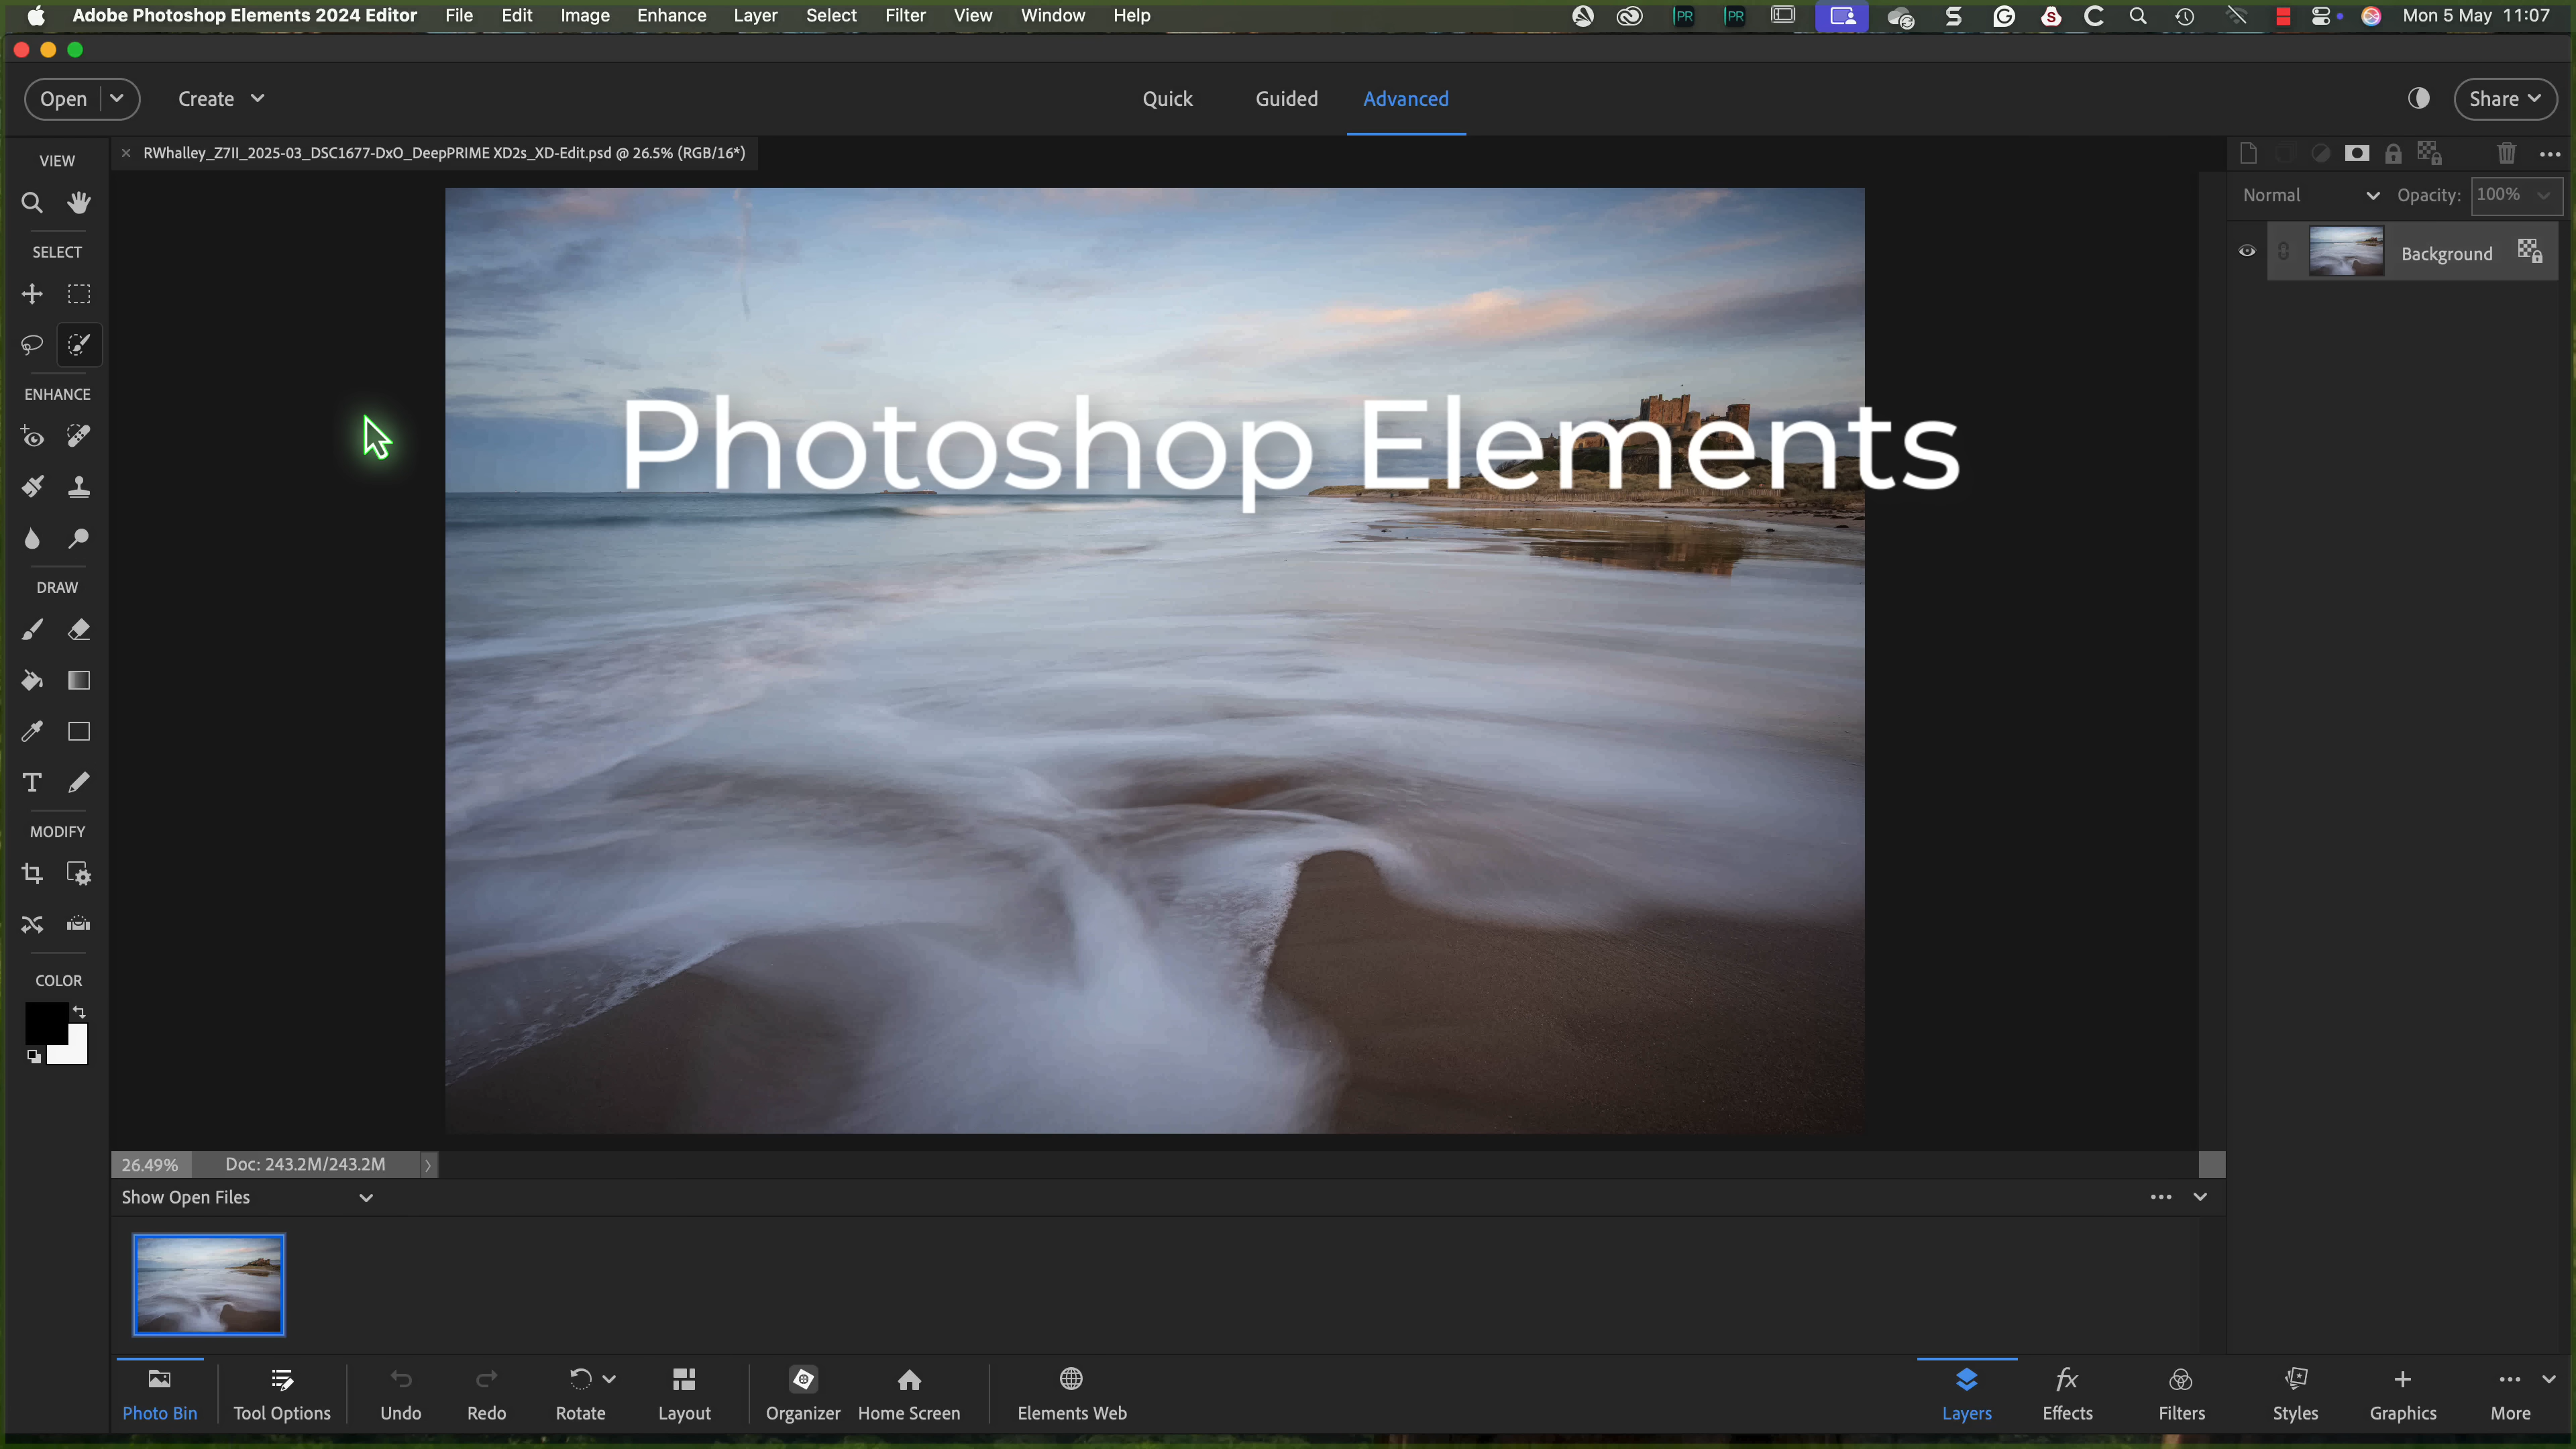 Adobe Photoshop Elements 2024 Editor File Edit Image Enhance Layer Select Filter View Window Help Mon 5 May 11:07
Open Create Quick Guided Advanced Share
VIEW
RWhalley_Z7II_2025-03_DSC1677-DxO_DeepPRIME XD2s_XD-Edit.psd @ 26.5% (RGB/16*)
Normal Opacity: 100%
SELECT
Background
ENHANCE
Photoshop Elements
DRAW
MODIFY
COLOR
26.49% Doc: 243.2M/243.2M
Show Open Files
Photo Bin Tool Options Undo Redo Rotate Layout Organizer Home Screen Elements Web Layers Effects Filters Styles Graphics More